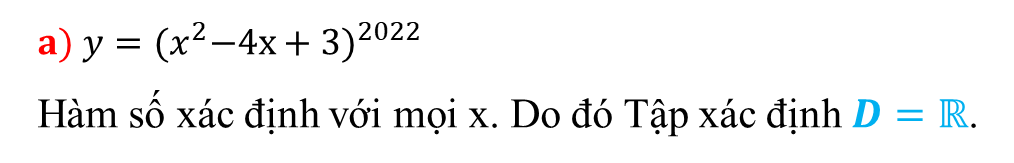 a) y = (x²−4x + 3)²⁰²²
Hàm số xác định với mọi x. Do đó Tập xác định D = ℝ.